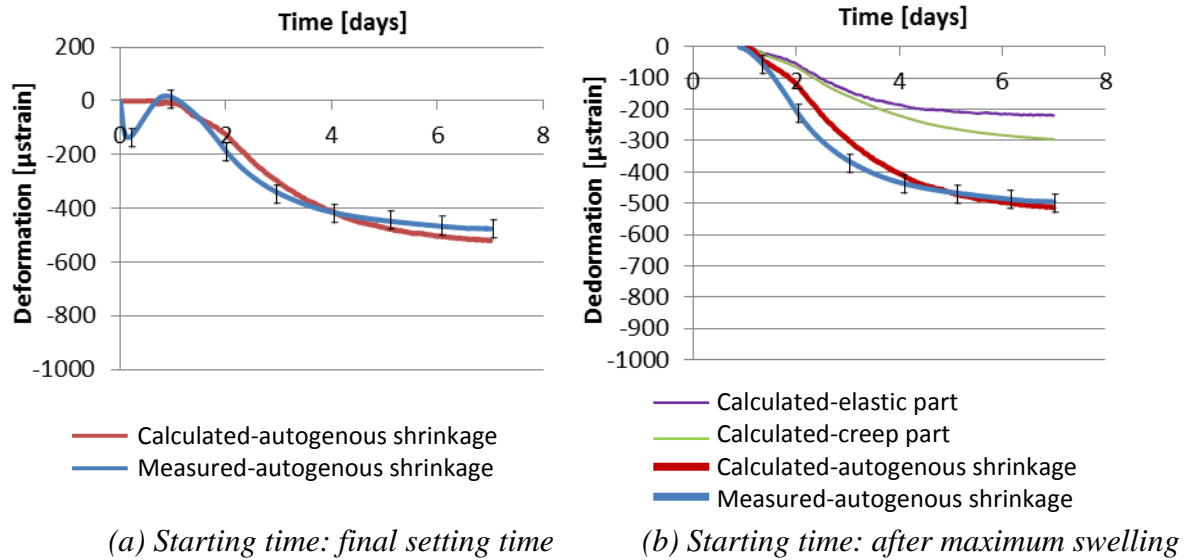 Time [days]
200
0
-200
-400
-600
-800
-1000
0 2 4 6 8
Deformation [µstrain]
Calculated-autogenous shrinkage
Measured-autogenous shrinkage
(a) Starting time: final setting time
Time [days]
0
-100
-200
-300
-400
-500
-600
-700
-800
-900
-1000
0 2 4 6 8
Dedormation [µstrain]
Calculated-elastic part
Calculated-creep part
Calculated-autogenous shrinkage
Measured-autogenous shrinkage
(b) Starting time: after maximum swelling